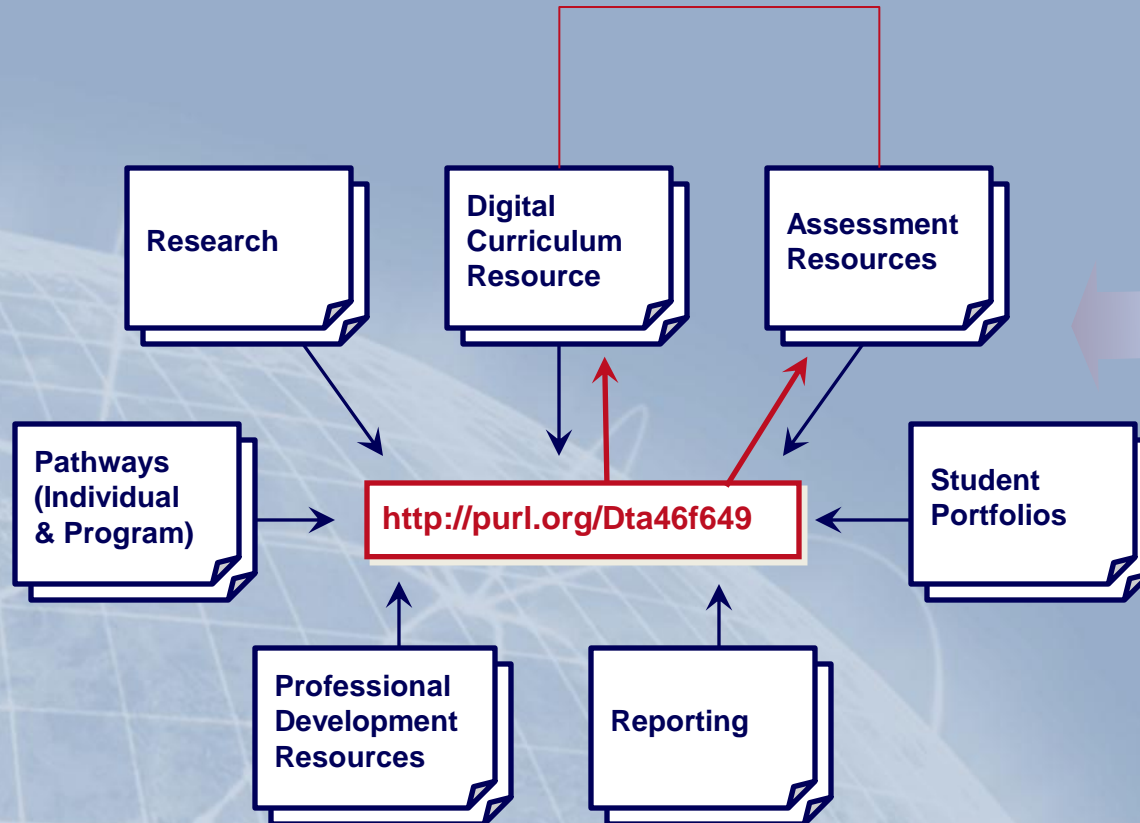 Research
Digital
Curriculum
Resource
Assessment
Resources
Pathways
(Individual
& Program)
http://purl.org/Dta46f649
Student
Portfolios
Professional
Development
Resources
Reporting